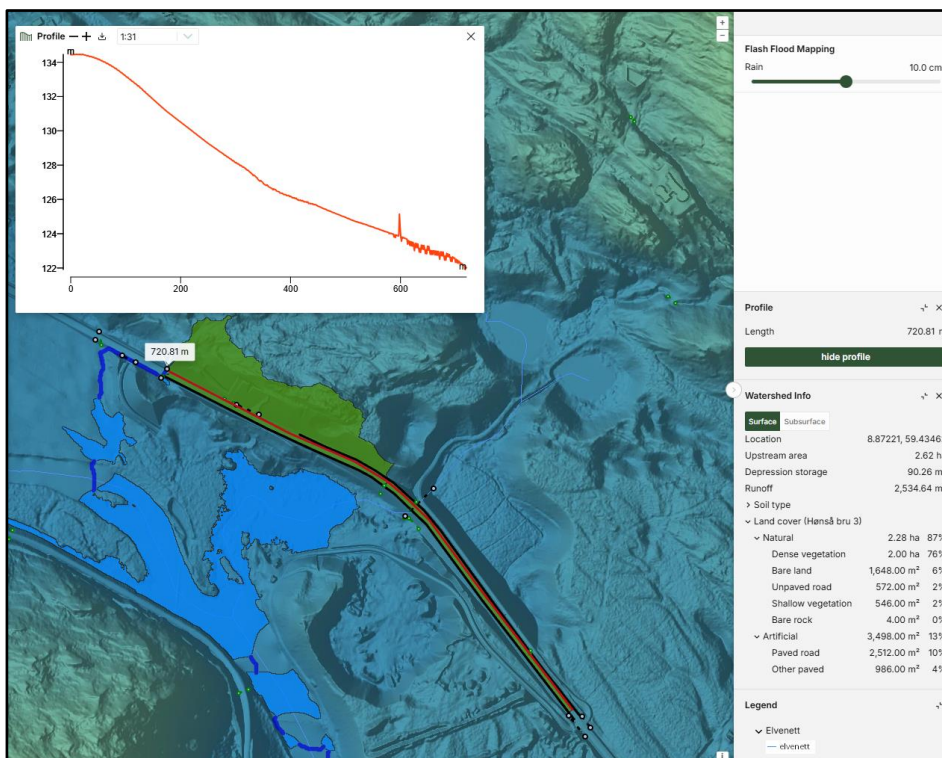 Profile
1:31
m
134
132
130
128
126
124
122
m
0
200
400
600
720.81 m
+
−
i
Flash Flood Mapping
Rain 10.0 cm
Profile
Length 720.81 m
hide profile
Watershed Info
Surface Subsurface
Location 8.87221, 59.4346
Upstream area 2.62 h
Depression storage 90.26 m
Runoff 2,534.64 m
Soil type
Land cover (Hønså bru 3)
Natural 2.28 ha 87%
Dense vegetation 2.00 ha 76%
Bare land 1,648.00 m² 6%
Unpaved road 572.00 m² 2%
Shallow vegetation 546.00 m² 2%
Bare rock 4.00 m² 0%
Artificial 3,498.00 m² 13%
Paved road 2,512.00 m² 10%
Other paved 986.00 m² 4%
Legend
Elvenett
elvenett